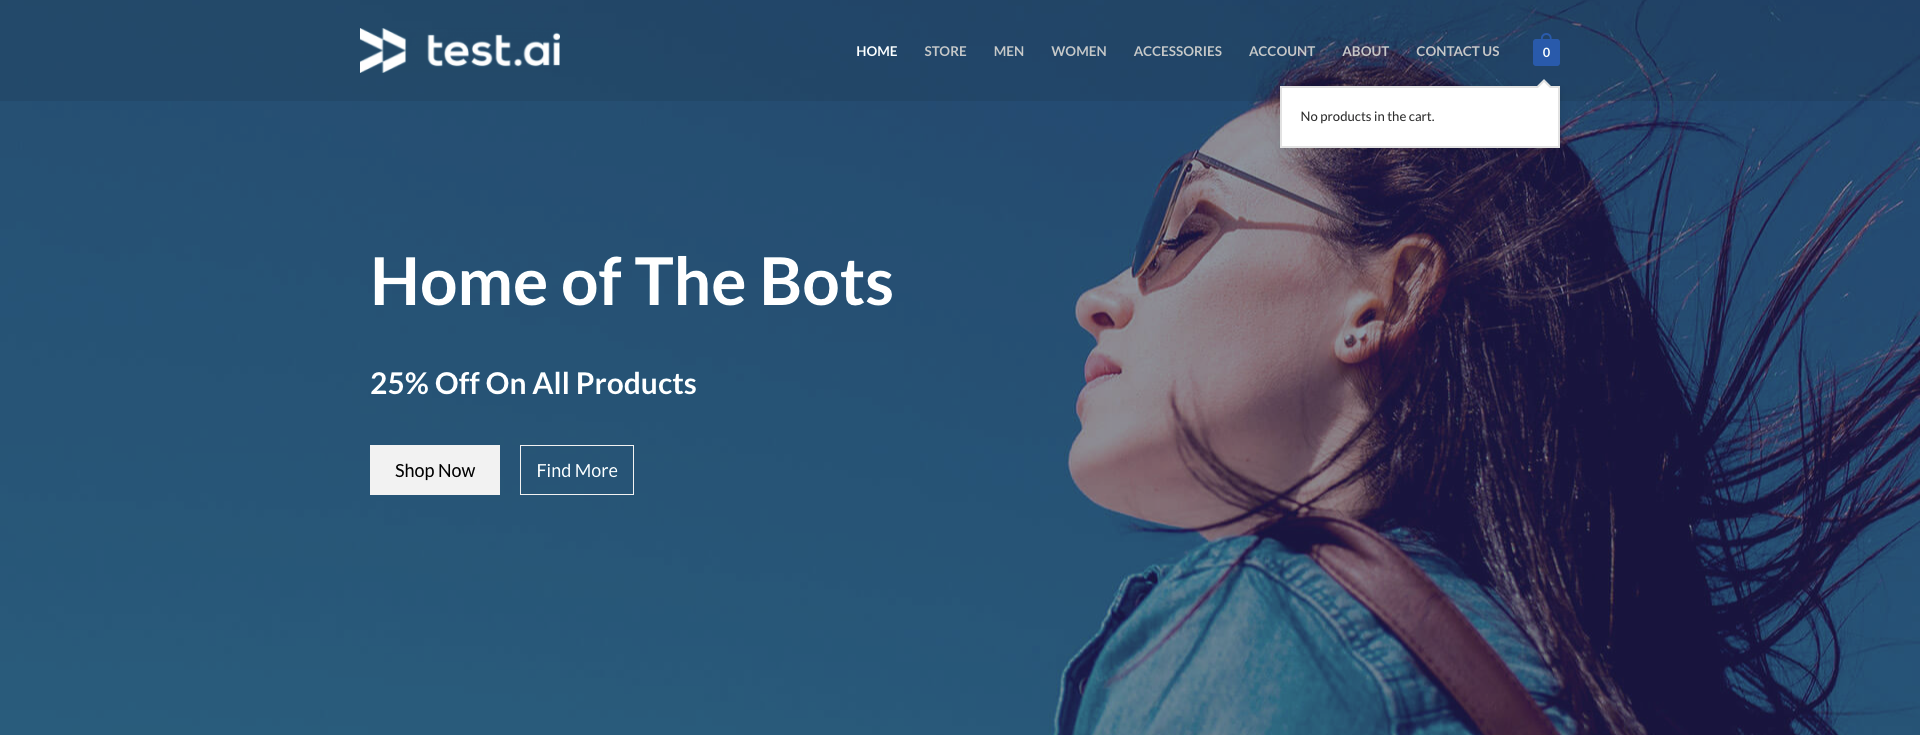 test.ai
HOME STORE MEN WOMEN ACCESSORIES ACCOUNT ABOUT CONTACT US 0
No products in the cart.
Home of The Bots
25% Off On All Products
Shop Now Find More